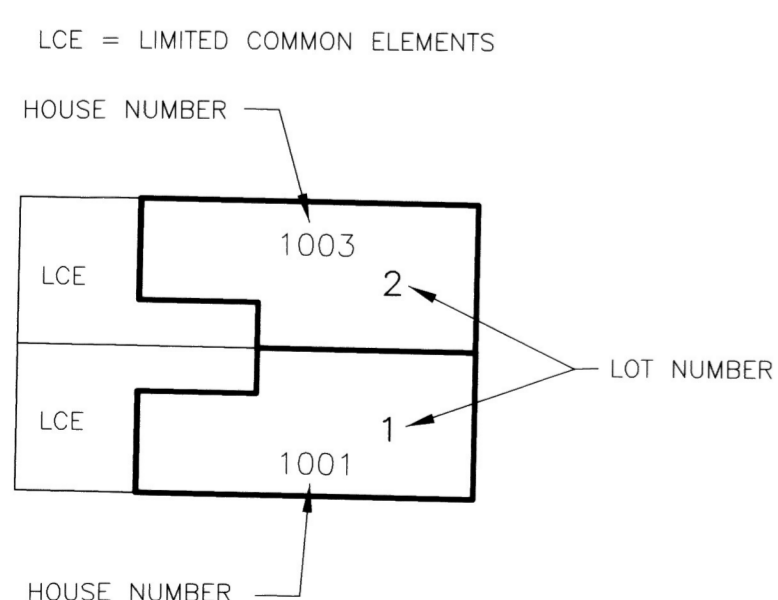 LCE = LIMITED COMMON ELEMENTS
HOUSE NUMBER
1003
LCE
2
LOT NUMBER
LCE
1
1001
HOUSE NUMBER